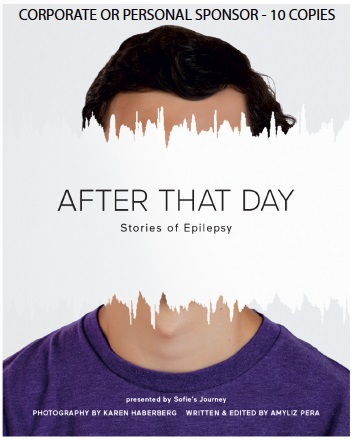 CORPORATE OR PERSONAL SPONSOR - 10 COPIES
AFTER THAT DAY
Stories of Epilepsy
presented by Sofie's Journey
PHOTOGRAPHY BY KAREN HABERBERG WRITTEN & EDITED BY AMYLIZ PERA